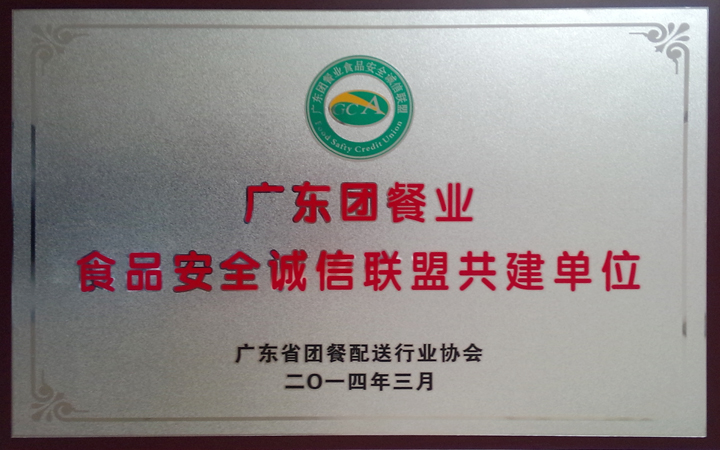 广东团餐业食品安全诚信联盟
GCA
Food Safty Credit Union
广东团餐业
食品安全诚信联盟共建单位
广东省团餐配送行业协会
二〇一四年三月